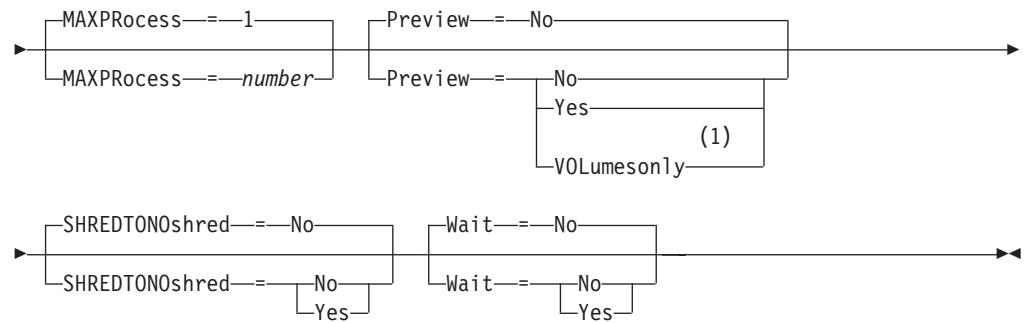 MAXPRocess = 1 Preview = No
MAXPRocess = number Preview = No
Yes
(1)
VOLumesonly
SHREDTONOshred = No Wait = No
SHREDTONOshred = No Wait = No
Yes Yes